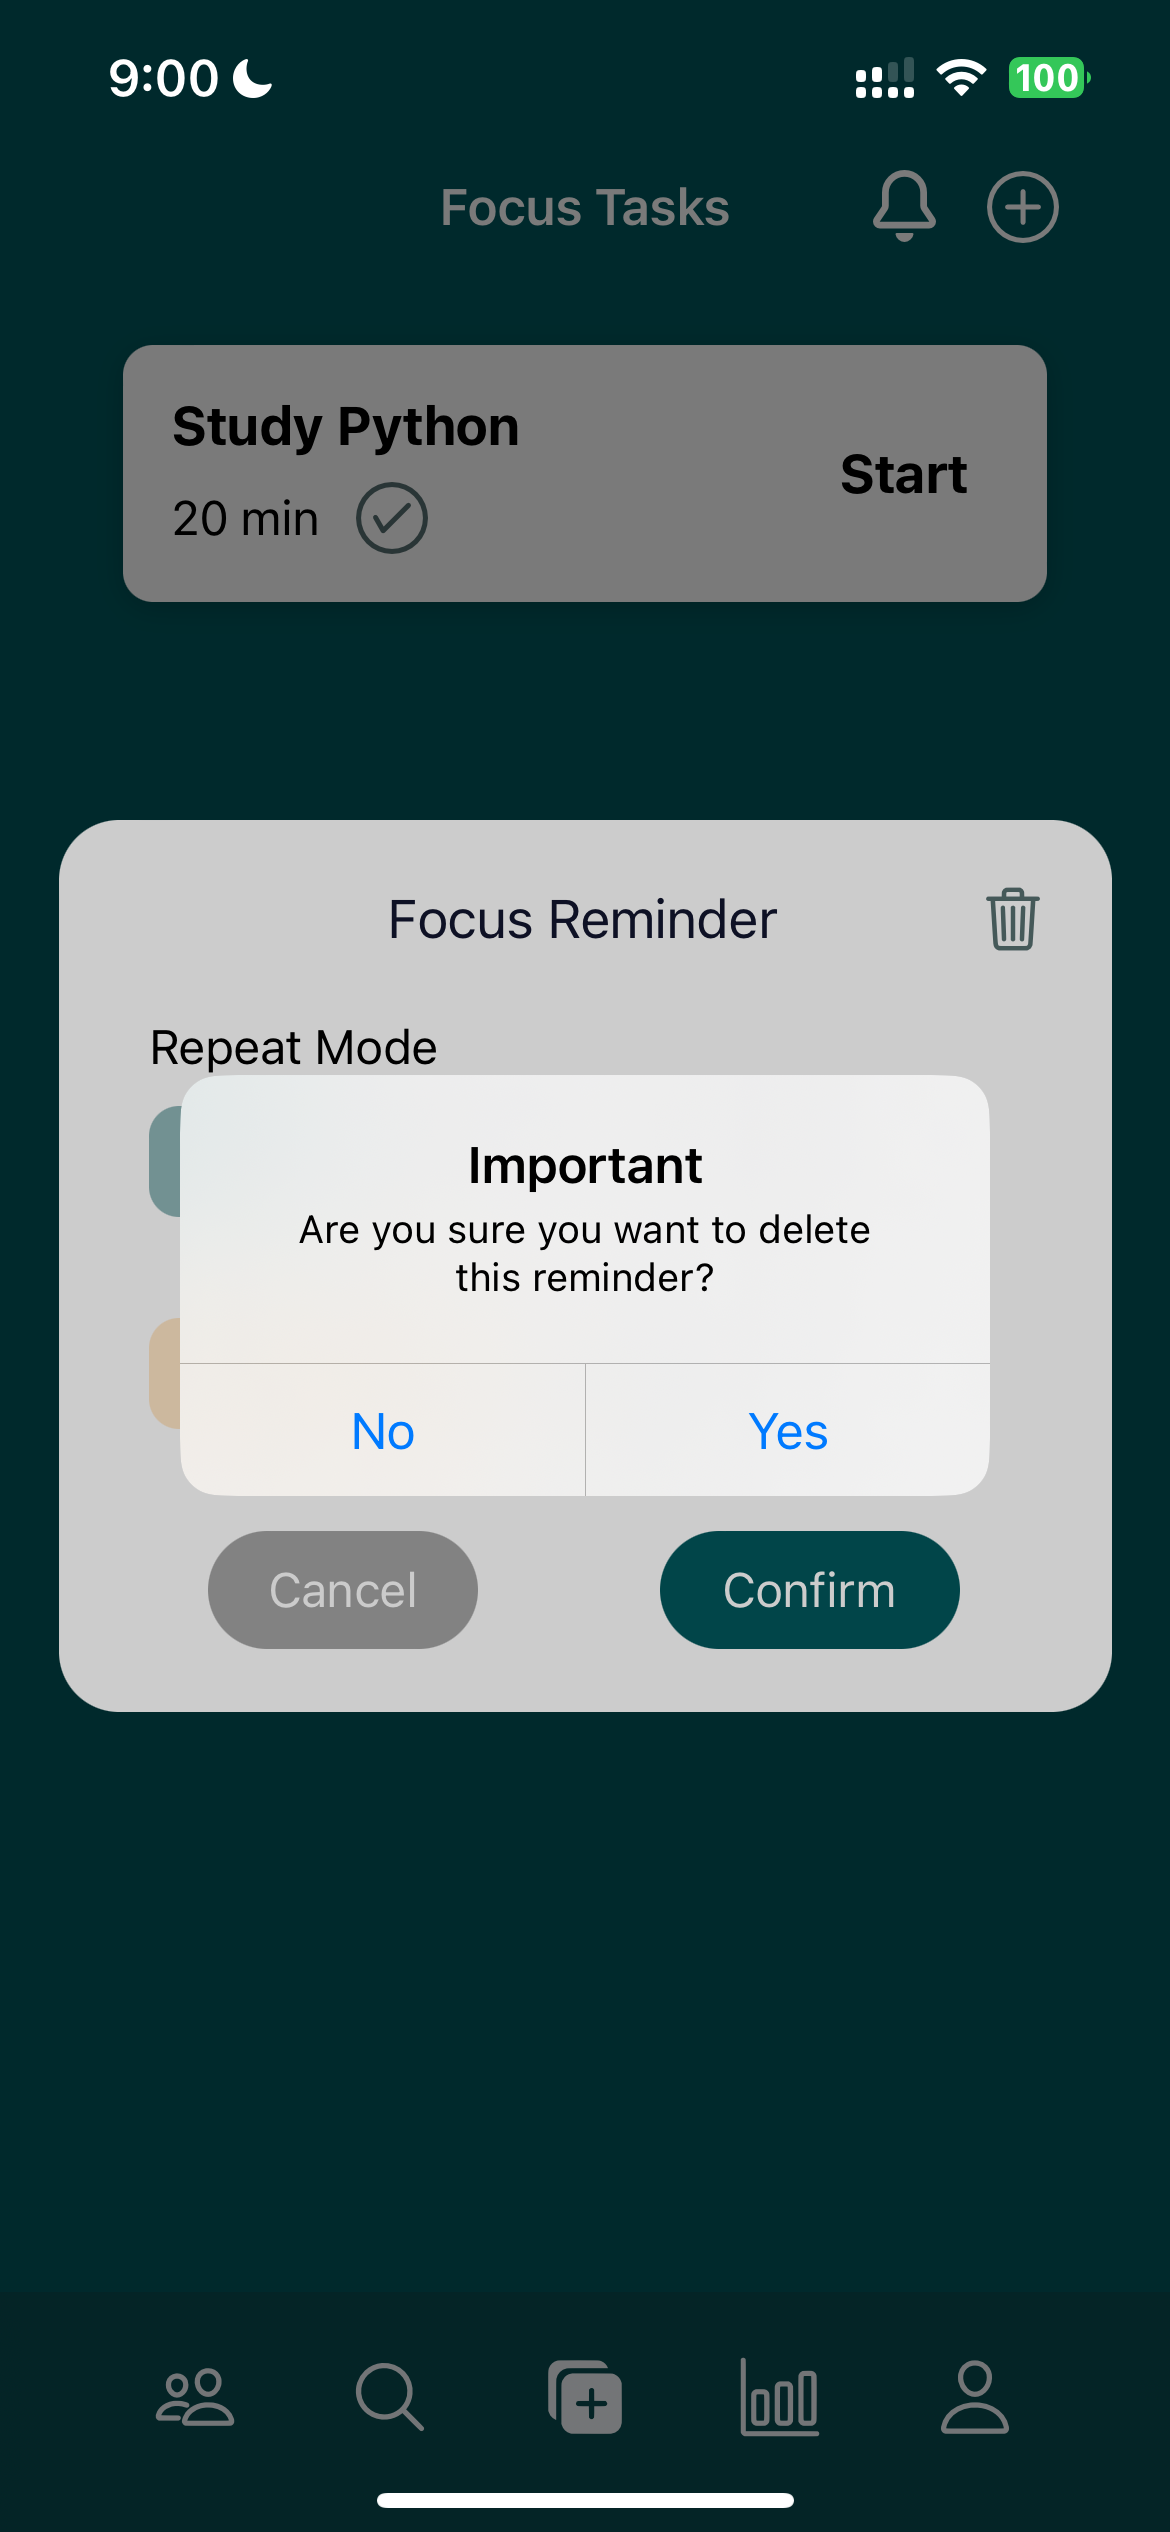 9:00
100
Focus Tasks
Study Python
20 min
Start
Focus Reminder
Repeat Mode
Important
Are you sure you want to delete
this reminder?
No
Yes
Cancel
Confirm